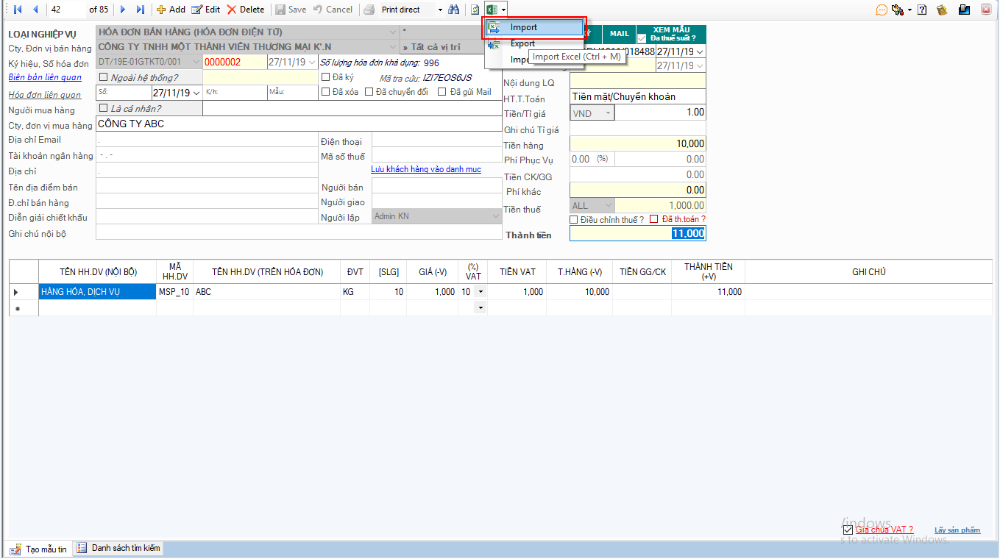 42 of 85 Add Edit Delete Save Cancel Print direct
Import
Export
Impo
Import Excel (Ctrl + M)
LOẠI NGHIỆP VỤ HÓA ĐƠN BÁN HÀNG (HÓA ĐƠN ĐIỆN TỬ) * MAIL XEM MẪU
Đa thuế suất ?
Cty, Đơn vị bán hàng CÔNG TY TNHH MỘT THÀNH VIÊN THƯƠNG MẠI K'.N » Tất cả vị trí 018488 27/11/19
Ký hiệu, Số hóa đơn DT/19E-01GTKT0/001 0000002 27/11/19 Số lượng hóa đơn khả dụng: 996 27/11/19
Biên bản liên quan Ngoài hệ thống? Đã ký Mã tra cứu: IZI7EOS6JS
Nội dung LQ
Hóa đơn liên quan Số: 27/11/19 K/h: Mẫu: Đã xóa Đã chuyển đổi Đã gửi Mail
HT.T.Toán Tiền mặt/Chuyển khoản
Người mua hàng Là cá nhân?
Tiền/Tỉ giá VND 1.00
Cty, đơn vị mua hàng CÔNG TY ABC
Ghi chú Tỉ giá
Địa chỉ Email . Điện thoại
Tiền hàng 10,000
Tài khoản ngân hàng - . - Mã số thuế
Phí Phục Vụ 0.00 (%) 0.00
Địa chỉ . Lưu khách hàng vào danh mục
Tiền CK/GG 0.00
Tên địa điểm bán Người bán
Phí khác 0.00
Đ.chỉ bán hàng Người giao
Tiền thuế ALL 1,000.00
Diễn giải chiết khấu Người lập Admin KN
Điều chỉnh thuế ? Đã th.toán ?
Ghi chú nội bộ
Thành tiền 11,000
TÊN HH.DV (NỘI BỘ) MÃ HH.DV TÊN HH.DV (TRÊN HÓA ĐƠN) ĐVT [SLG] GIÁ (-V) (%) VAT TIỀN VAT T.HÀNG (-V) TIỀN GG/CK THÀNH TIỀN (+V) GHI CHÚ
HÀNG HÓA, DỊCH VỤ MSP_10 ABC KG 10 1,000 10 1,000 10,000 11,000
Giá chưa VAT ? Lấy sản phẩm
s to activate Windows.
Tạo mẫu tin Danh sách tìm kiếm